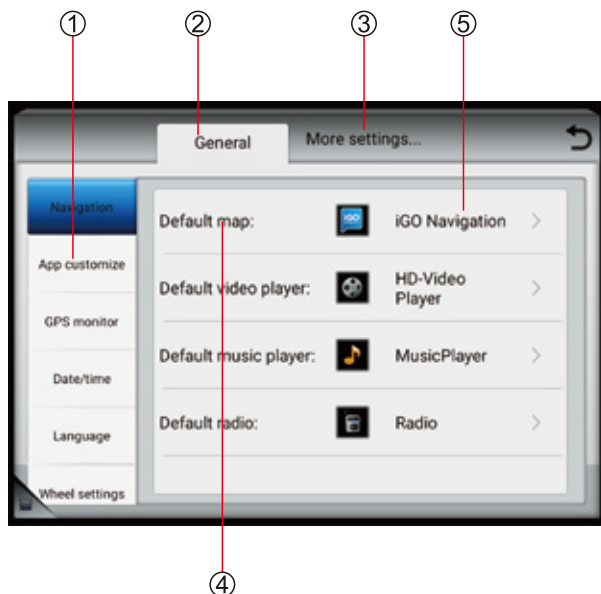 ① ② ③ ⑤
General More settings...
Navigation
App customize
GPS monitor
Date/time
Language
Wheel settings
Default map: iGO iGO Navigation
Default video player: HD-Video
Player
Default music player: MusicPlayer
Default radio: Radio
④